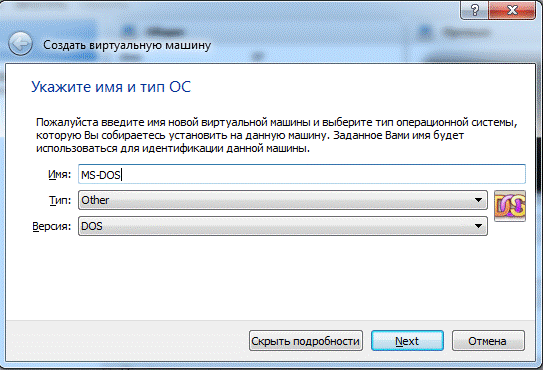 Создать виртуальную машину
Укажите имя и тип ОС
Пожалуйста введите имя новой виртуальной машины и выберите тип операционной системы,
которую Вы собираетесь установить на данную машину. Заданное Вами имя будет
использоваться для идентификации данной машины.
Имя: MS-DOS
Тип: Other
Версия: DOS
Скрыть подробности Next Отмена